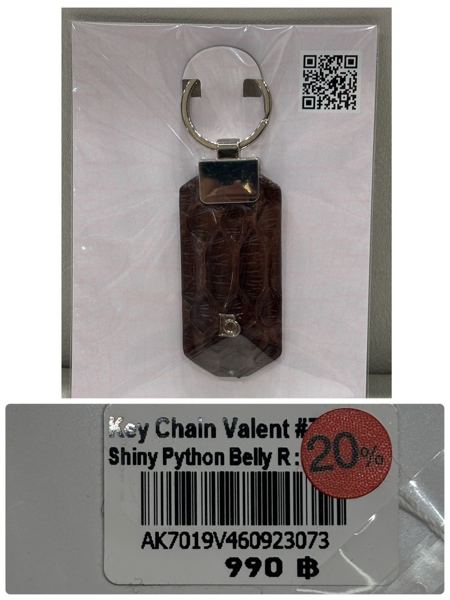 B
Key Chain Valent
20%
Shiny Python Belly R :
AK7019V460923073
990 ฿